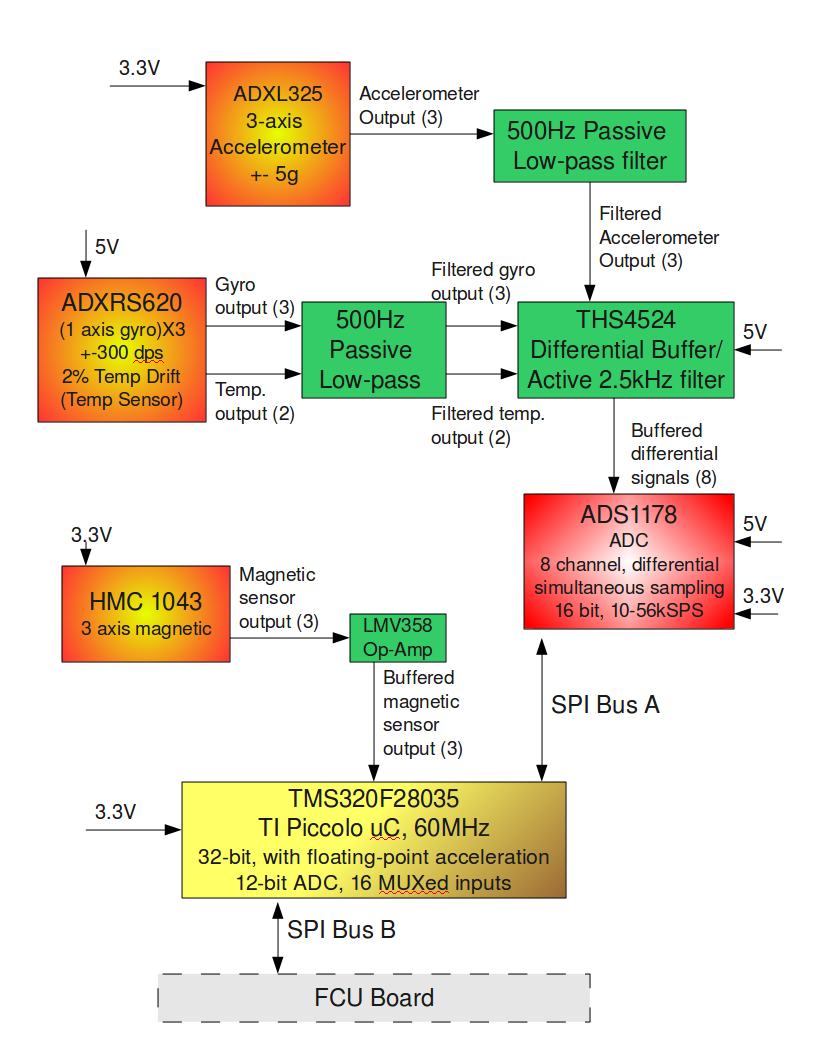 3.3V
ADXL325
3-axis
Accelerometer
+- 5g
Accelerometer
Output (3)
500Hz Passive
Low-pass filter
Filtered
Accelerometer
Output (3)
5V
ADXRS620
(1 axis gyro)X3
+-300 dps
2% Temp Drift
(Temp Sensor)
Gyro
output (3)
Temp.
output (2)
500Hz
Passive
Low-pass
Filtered gyro
output (3)
Filtered temp.
output (2)
THS4524
Differential Buffer/
Active 2.5kHz filter
5V
Buffered
differential
signals (8)
ADS1178
ADC
8 channel, differential
simultaneous sampling
16 bit, 10-56kSPS
5V
3.3V
3.3V
HMC 1043
3 axis magnetic
Magnetic
sensor
output (3)
LMV358
Op-Amp
Buffered
magnetic
sensor
output (3)
SPI Bus A
3.3V
TMS320F28035
TI Piccolo uC, 60MHz
32-bit, with floating-point acceleration
12-bit ADC, 16 MUXed inputs
SPI Bus B
FCU Board